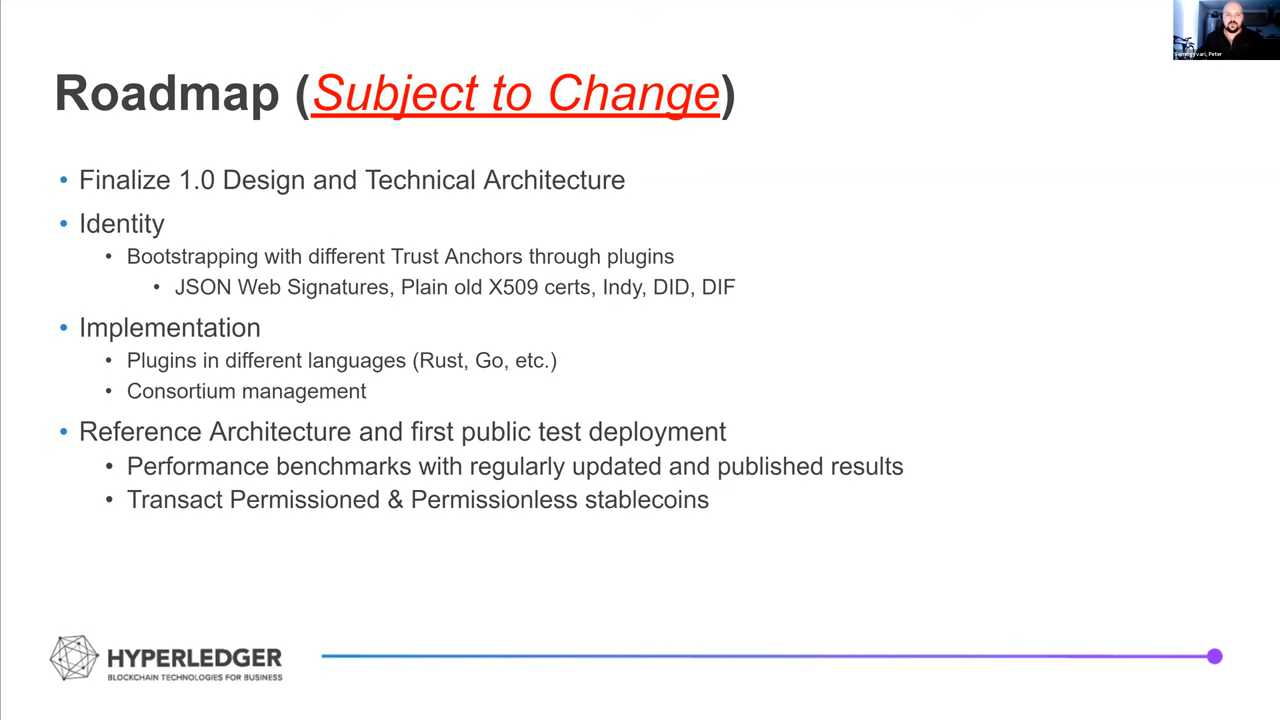 Roadmap (Subject to Change)
• Finalize 1.0 Design and Technical Architecture
• Identity
• Bootstrapping with different Trust Anchors through plugins
• JSON Web Signatures, Plain old X509 certs, Indy, DID, DIF
• Implementation
• Plugins in different languages (Rust, Go, etc.)
• Consortium management
• Reference Architecture and first public test deployment
• Performance benchmarks with regularly updated and published results
• Transact Permissioned & Permissionless stablecoins
HYPERLEDGER
BLOCKCHAIN TECHNOLOGIES FOR BUSINESS
Peter